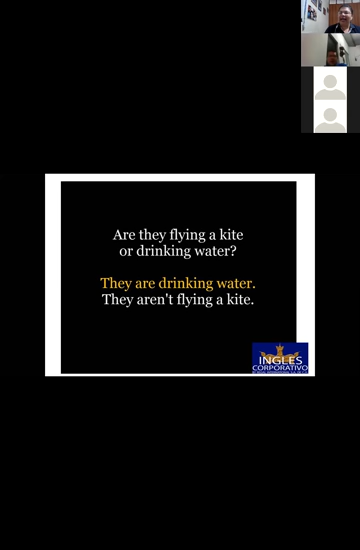 Are they flying a kite
or drinking water?
They are drinking water.
They aren't flying a kite.
INGLES
CORPORATIVO